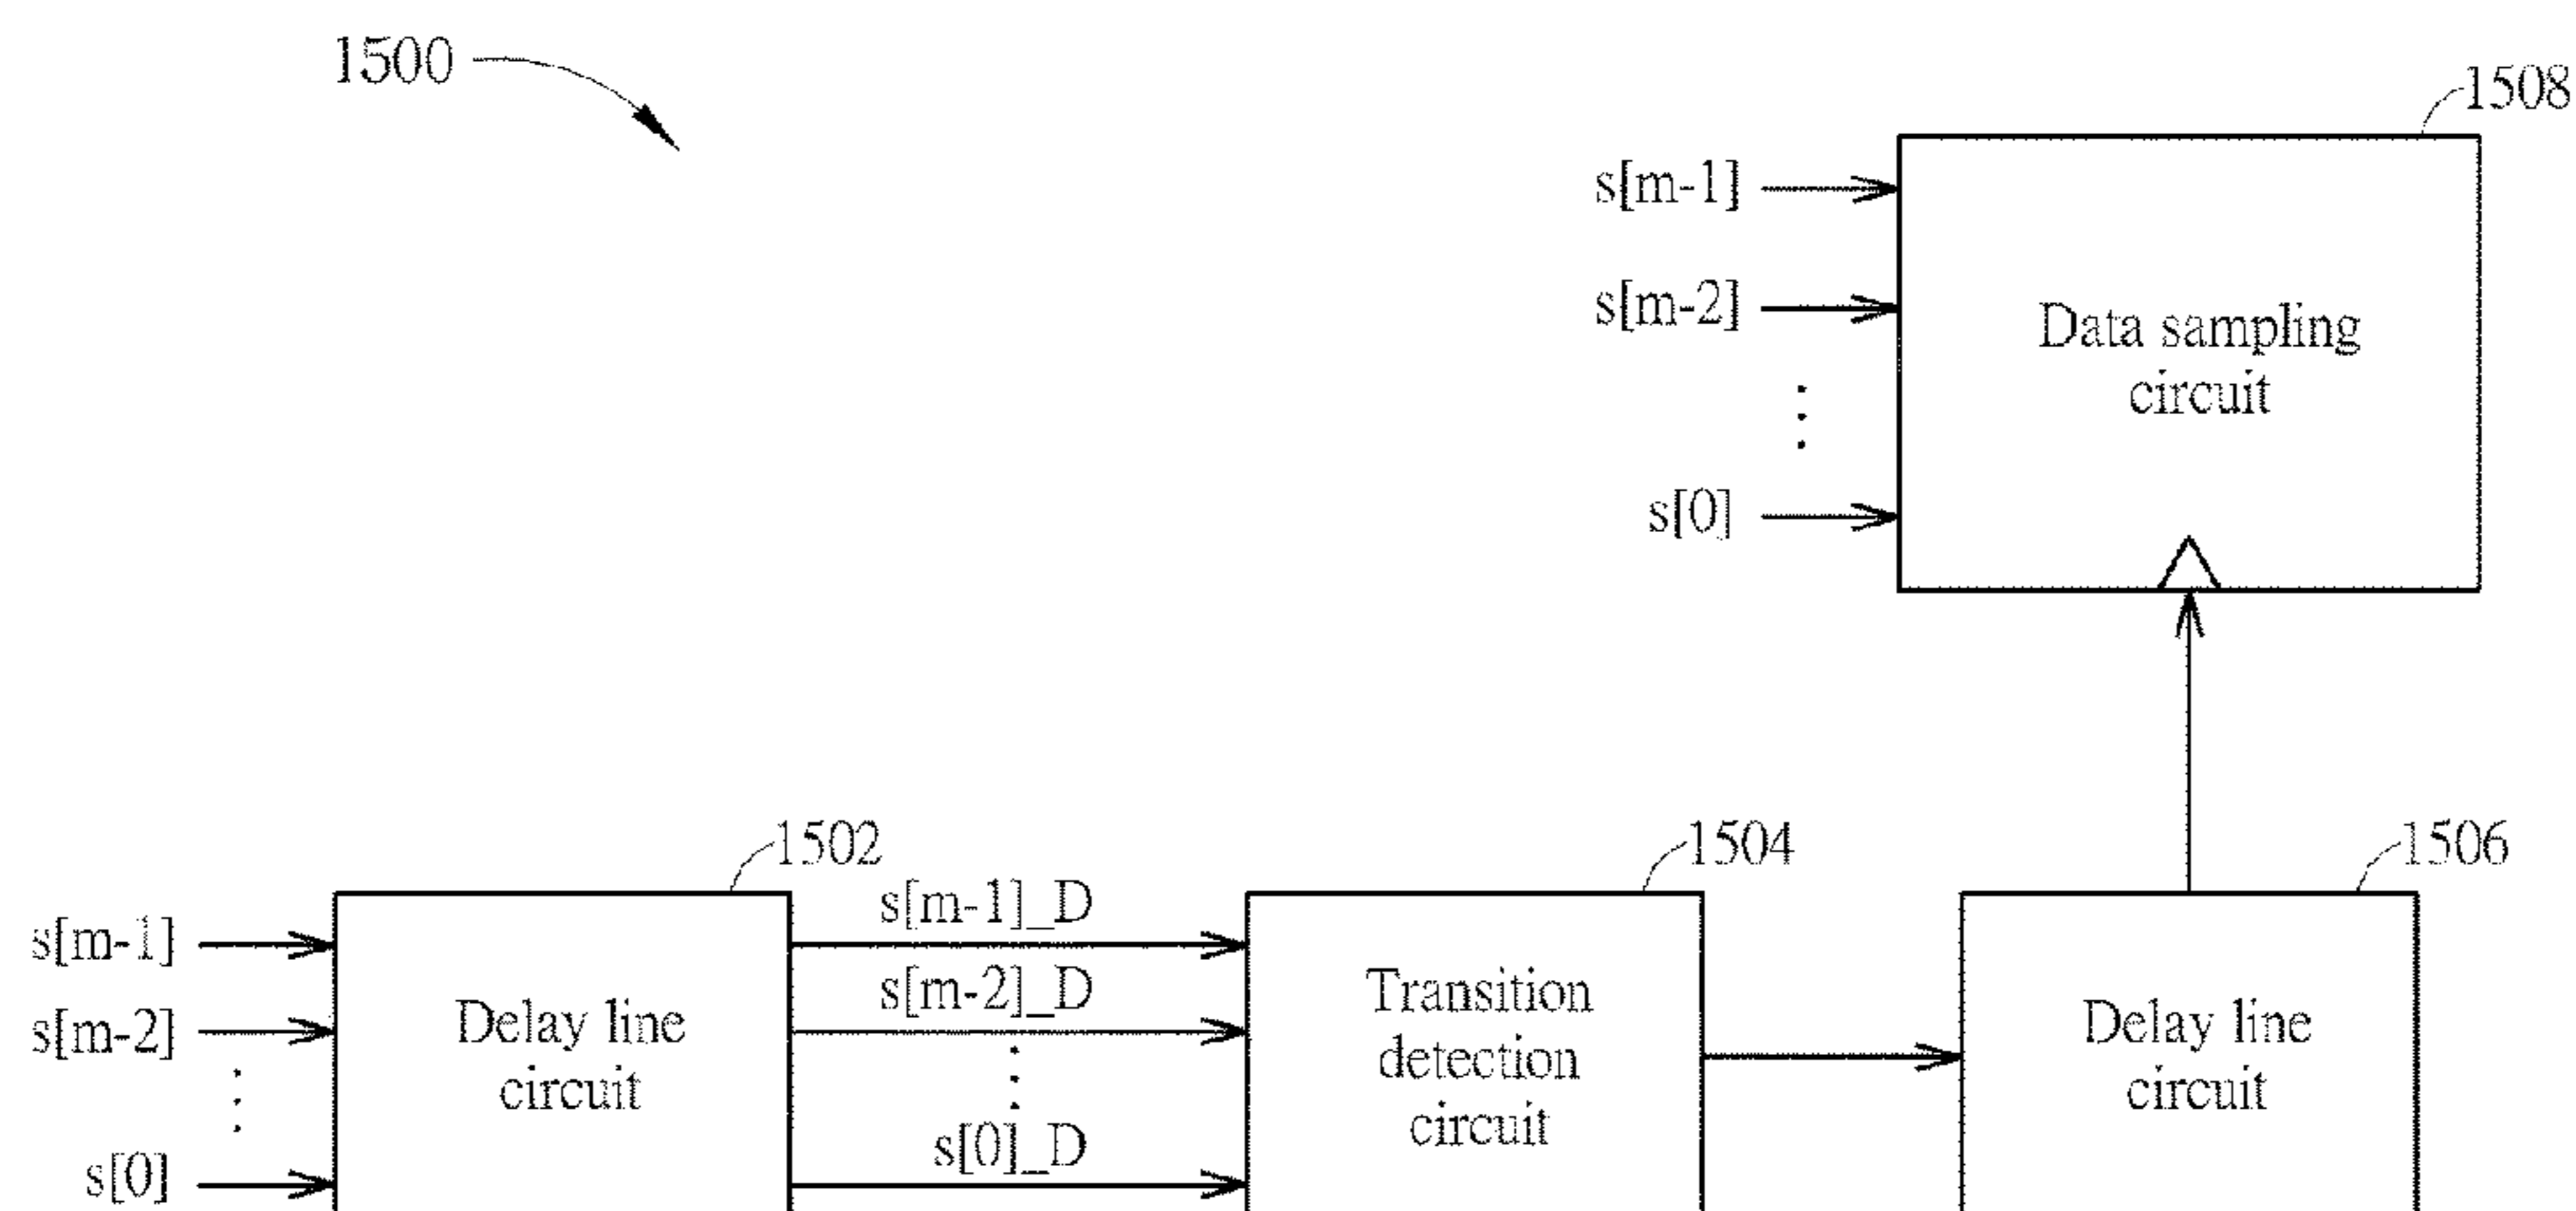 1500
1508
s[m-1]
s[m-2]
s[0]
Data sampling
circuit
1502
1504
1506
s[m-1]
s[m-2]
s[0]
Delay line
circuit
s[m-1]_D
s[m-2]_D
s[0]_D
Transition
detection
circuit
Delay line
circuit